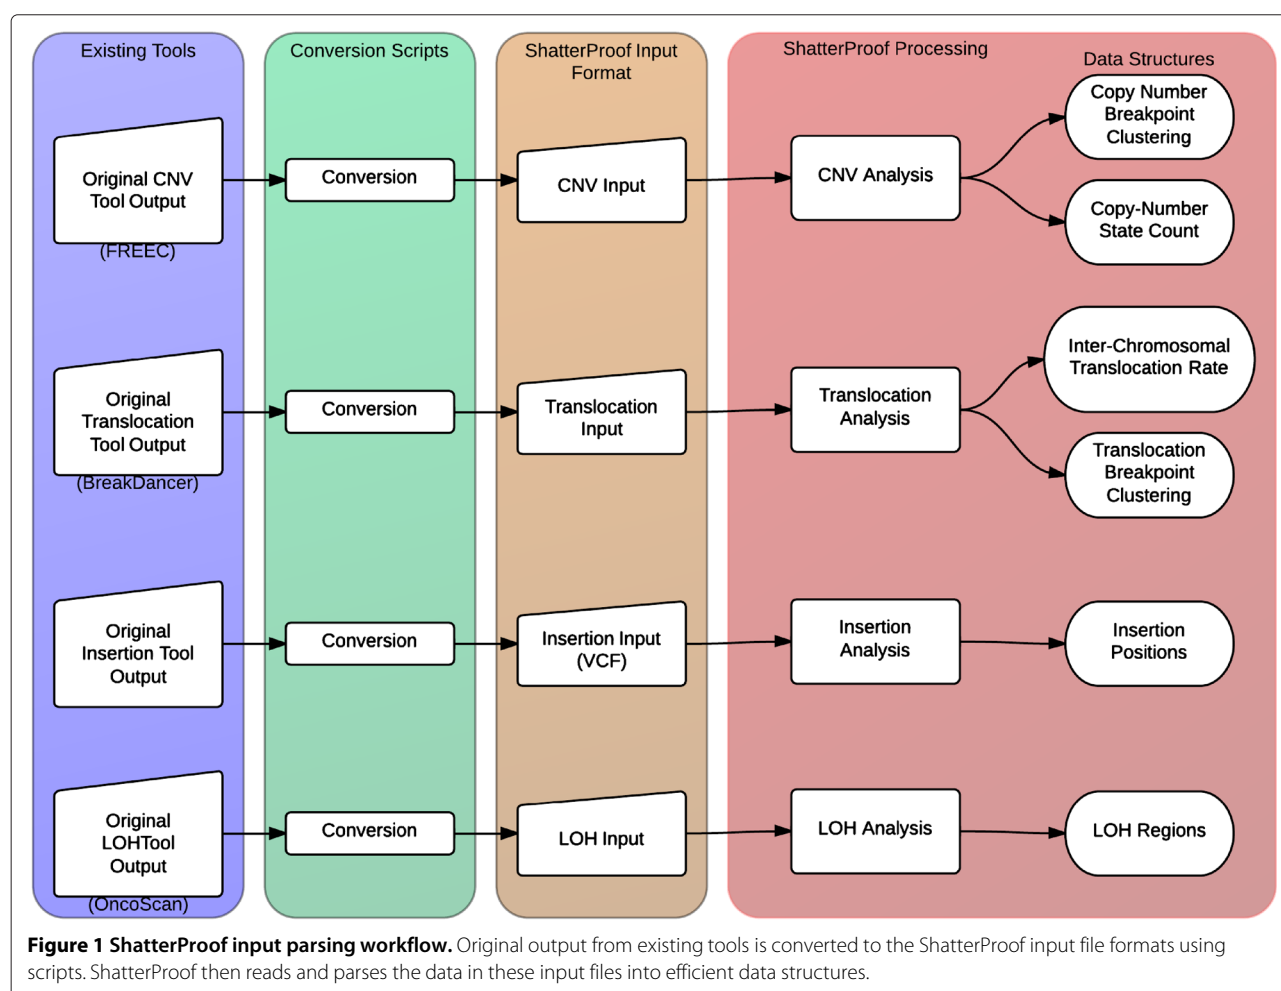 Existing Tools
Conversion Scripts
ShatterProof Input
Format
ShatterProof Processing
Data Structures
Original CNV
Tool Output
(FREEC)
Conversion
CNV Input
CNV Analysis
Copy Number
Breakpoint
Clustering
Copy-Number
State Count
Original
Translocation
Tool Output
(BreakDancer)
Conversion
Translocation
Input
Translocation
Analysis
Inter-Chromosomal
Translocation Rate
Translocation
Breakpoint
Clustering
Original
Insertion Tool
Output
Conversion
Insertion Input
(VCF)
Insertion
Analysis
Insertion
Positions
Original
LOHTool
Output
(OncoScan)
Conversion
LOH Input
LOH Analysis
LOH Regions
Figure 1 ShatterProof input parsing workflow. Original output from existing tools is converted to the ShatterProof input file formats using
scripts. ShatterProof then reads and parses the data in these input files into efficient data structures.